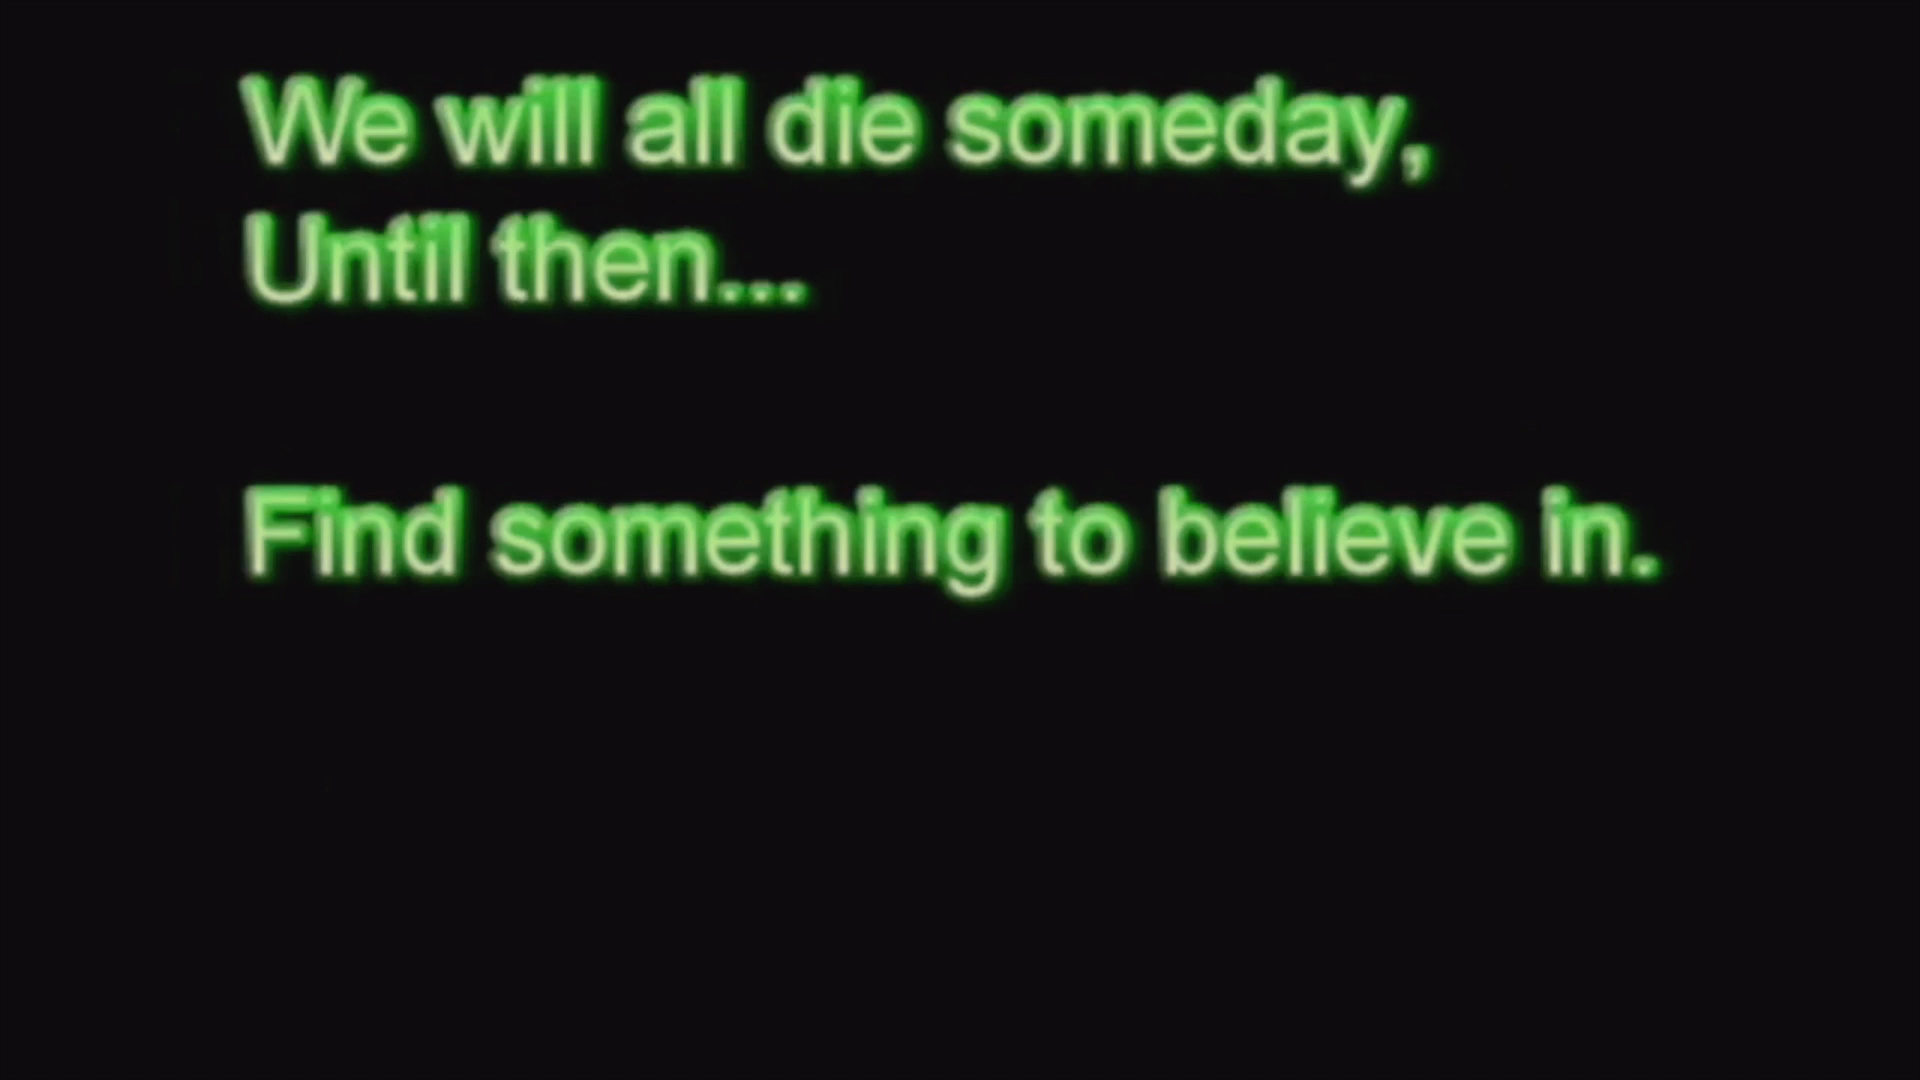 We will all die someday,
Until then...
Find something to believe in.